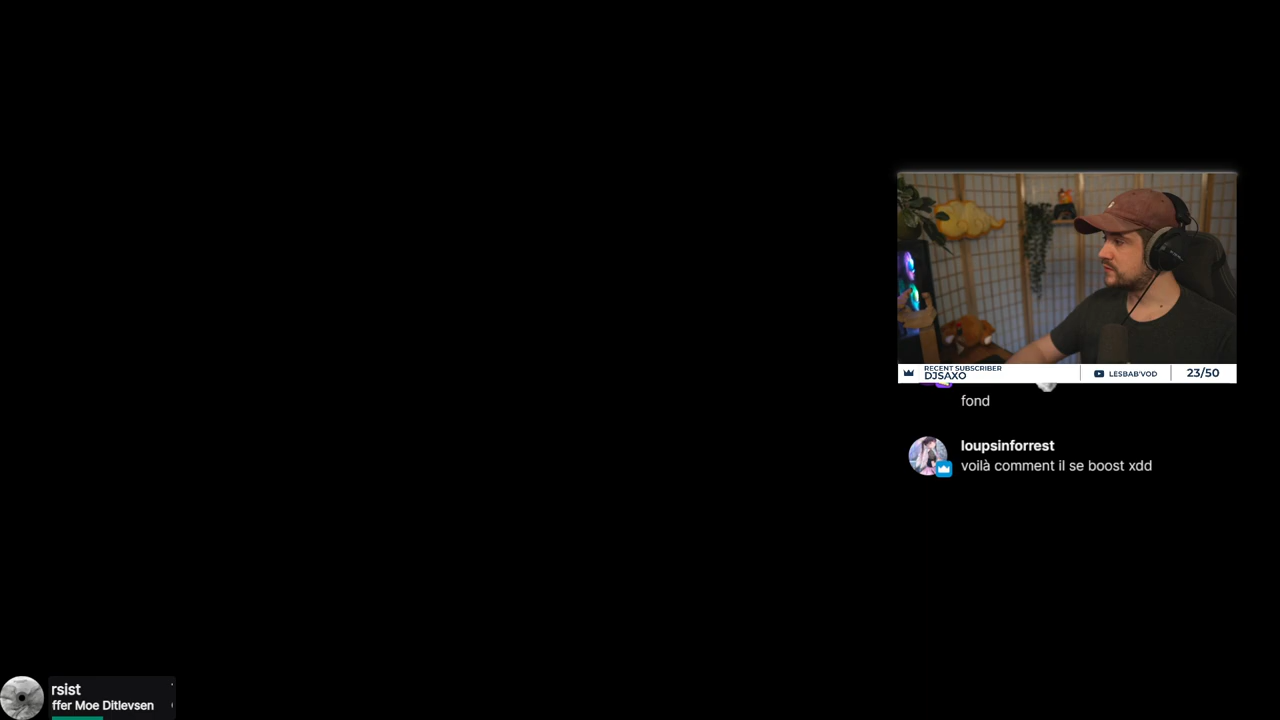 RECENT SUBSCRIBER
DJSAXO
LESBAB'VOD
23/50
fond
loupsinforrest
voilà comment il se boost xdd
rsist
ffer Moe Ditlevsen